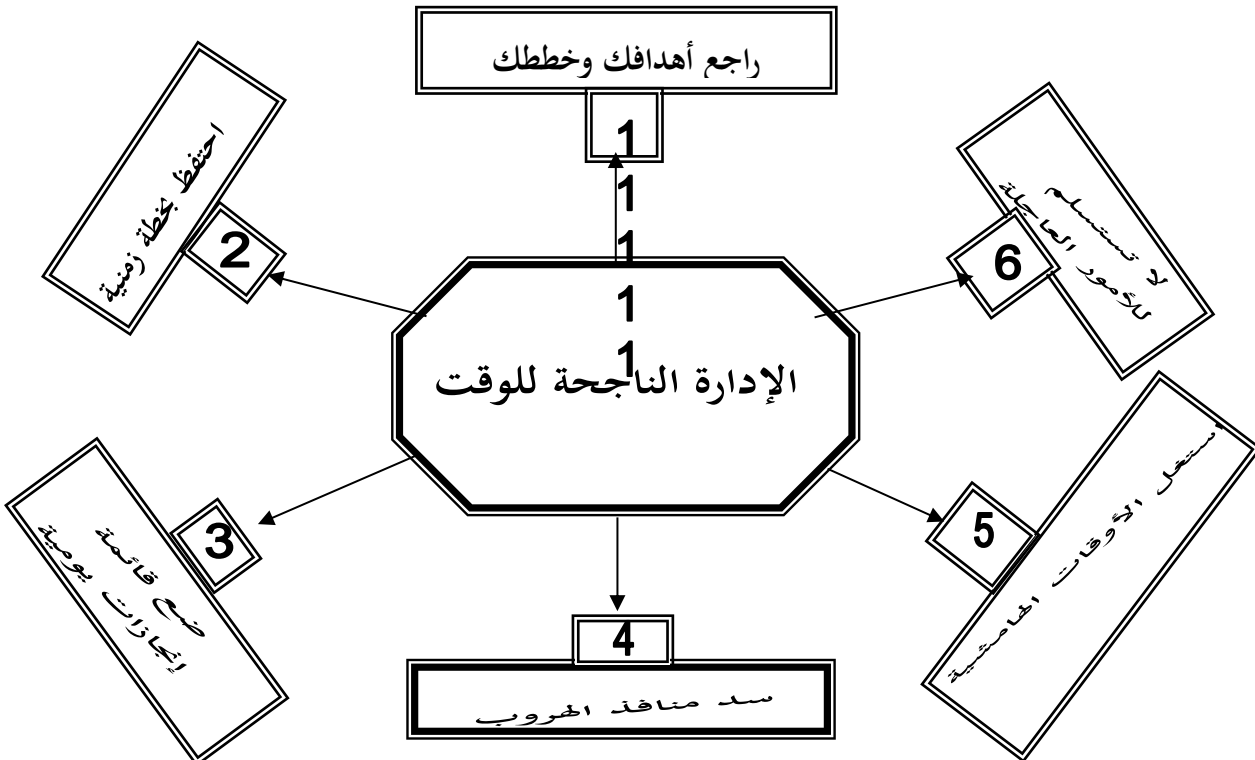 راجع أهدافك وخططك
1
1
1
1
1
الإدارة الناجحة للوقت
2
احتفظ بخطة زمنية
3
ضع قائمة
إنجازات يومية
4
سد منافذ الهروب
5
استغل الأوقات الهامشية
6
لا تستسلم
للأمور العاجلة